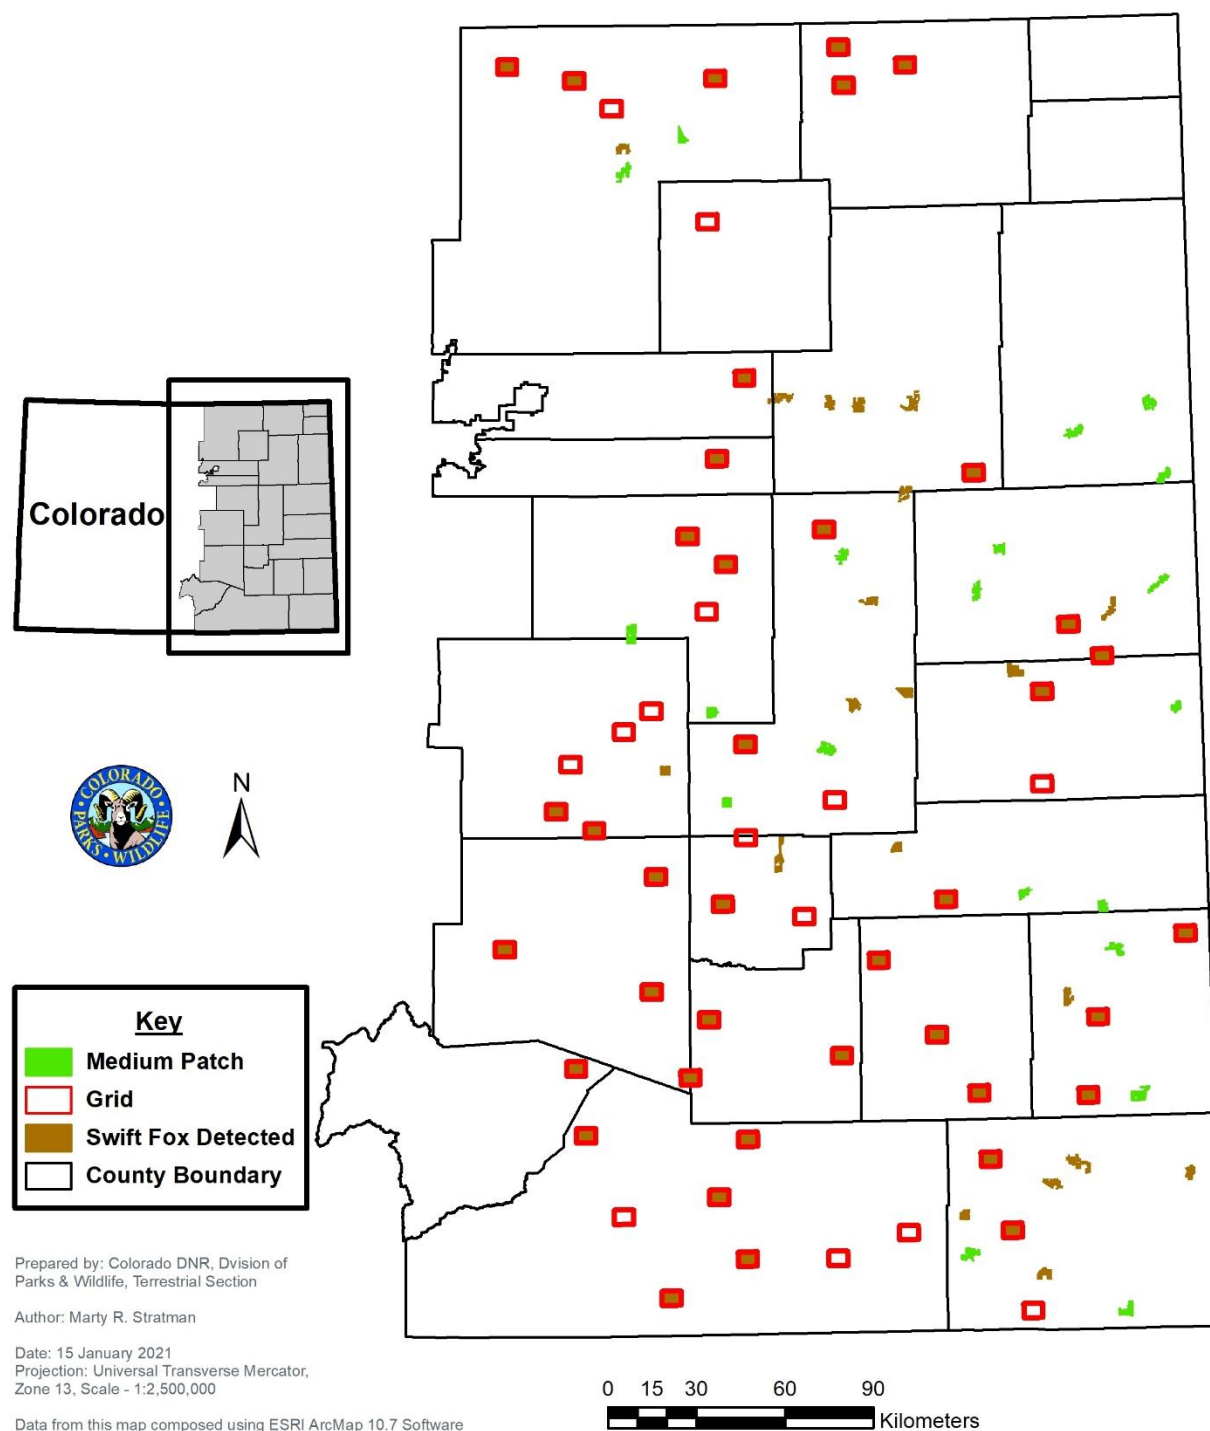 Colorado
COLORADO
PARKS • WILDLIFE
N
Key
Medium Patch
Grid
Swift Fox Detected
County Boundary
Prepared by: Colorado DNR, Dvision of
Parks & Wildlife, Terrestrial Section
Author: Marty R. Stratman
Date: 15 January 2021
Projection: Universal Transverse Mercator,
Zone 13, Scale - 1:2,500,000
Data from this map composed using ESRI ArcMap 10.7 Software
0 15 30 60 90
Kilometers